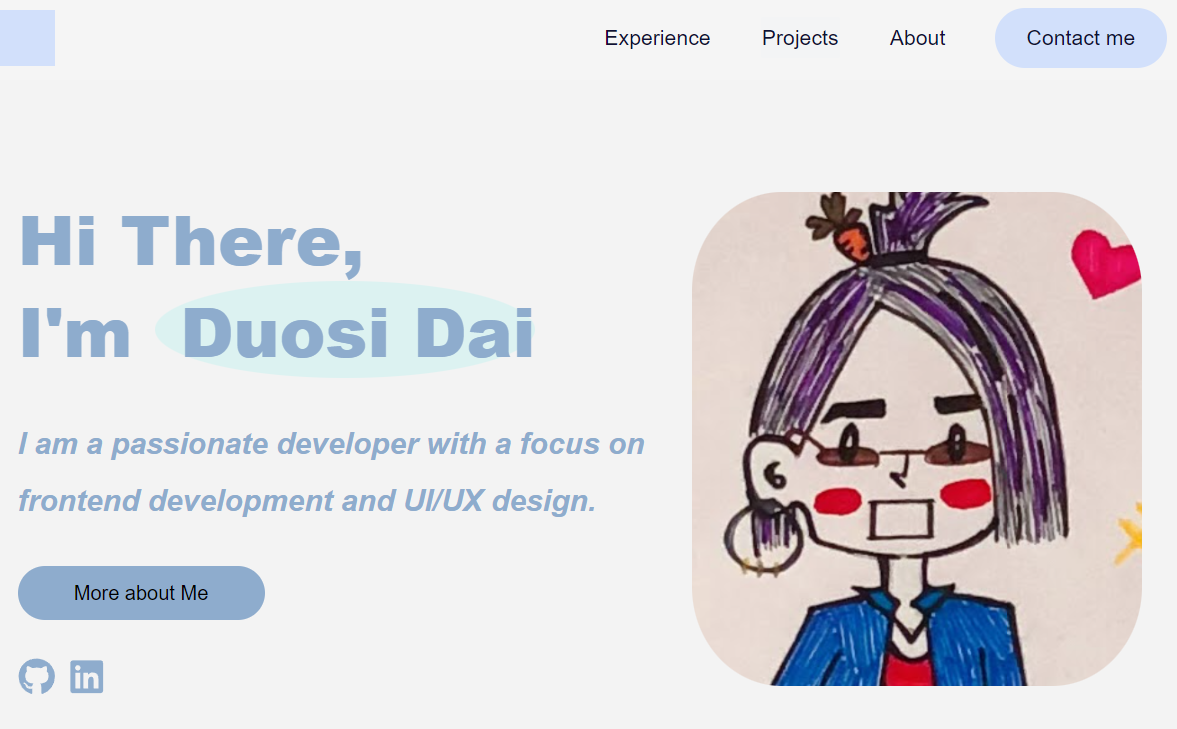 Experience Projects About Contact me
Hi There,
I'm Duosi Dai
I am a passionate developer with a focus on
frontend development and UI/UX design.
More about Me
in